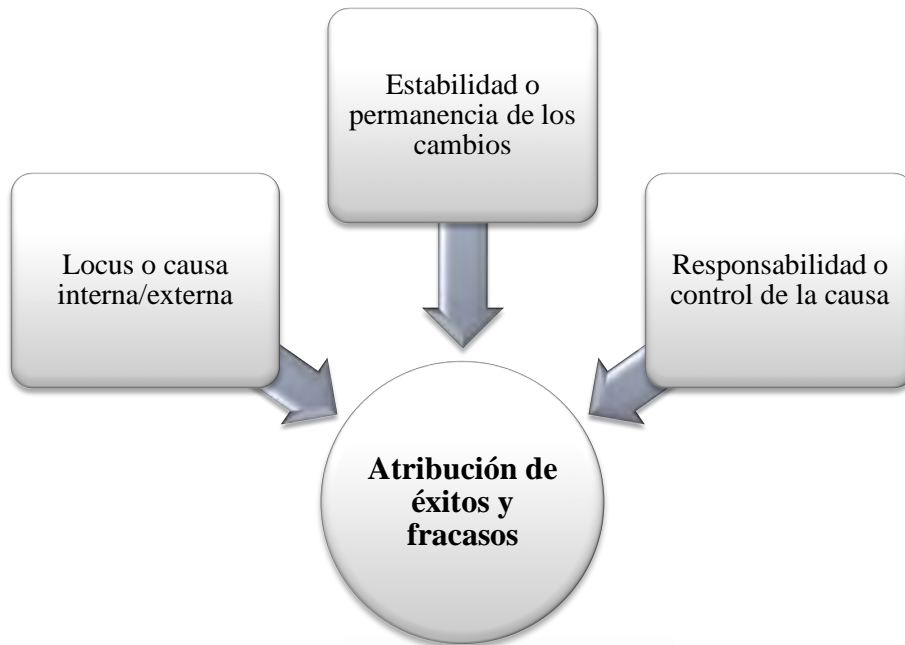 Estabilidad o
permanencia de los
cambios
Locus o causa
interna/externa
Responsabilidad o
control de la causa
Atribución de
éxitos y
fracasos